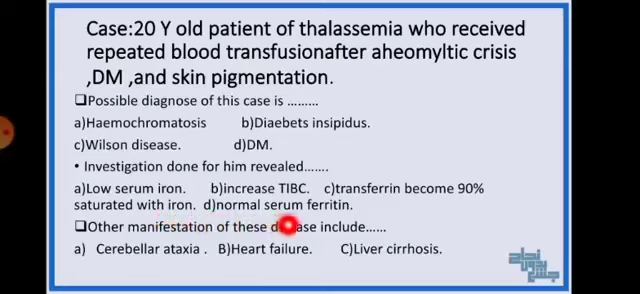 Case:20 Y old patient of thalassemia who received
repeated blood transfusionafter aheomyltic crisis
,DM ,and skin pigmentation.
❑Possible diagnose of this case is ………
a)Haemochromatosis b)Diaebets insipidus.
c)Wilson disease. d)DM.
• Investigation done for him revealed…….
a)Low serum iron. b)increase TIBC. c)transferrin become 90%
saturated with iron. d)normal serum ferritin.
❑Other manifestation of these include……
a) Cerebellar ataxia . B)Heart failure. C)Liver cirrhosis.